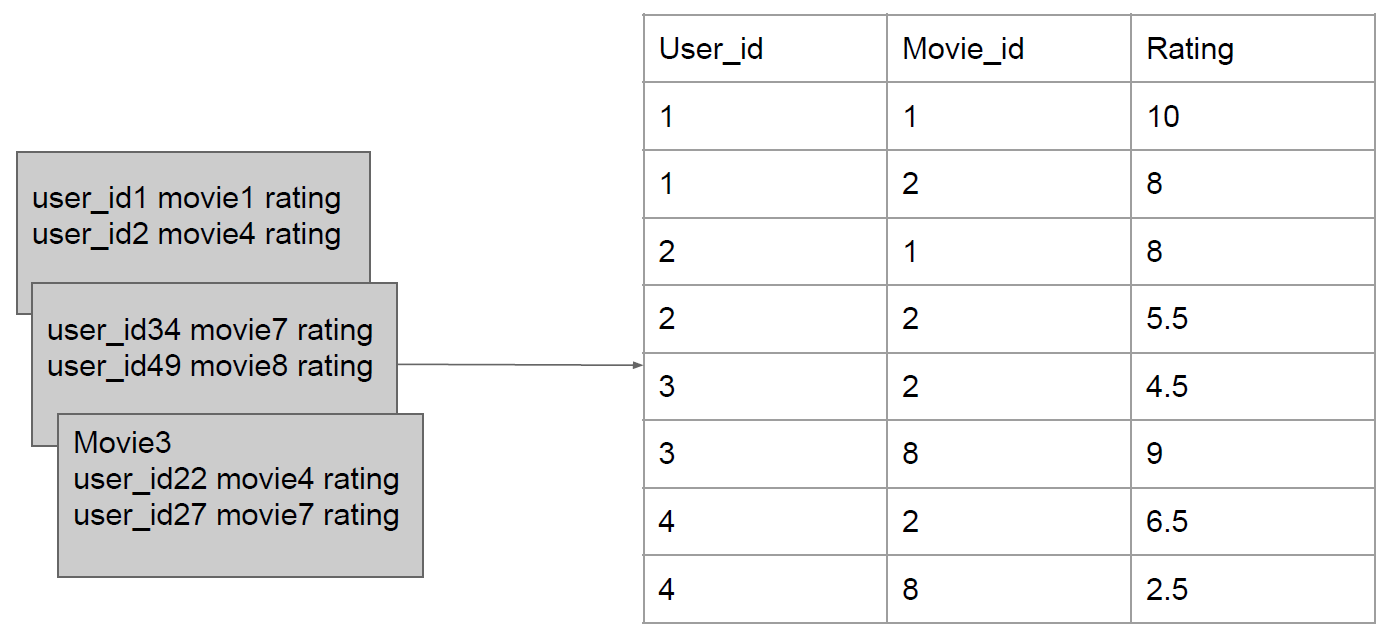 user_id1 movie1 rating
user_id2 movie4 rating
user_id34 movie7 rating
user_id49 movie8 rating
Movie3
user_id22 movie4 rating
user_id27 movie7 rating
User_id Movie_id Rating
1 1 10
1 2 8
2 1 8
2 2 5.5
3 2 4.5
3 8 9
4 2 6.5
4 8 2.5